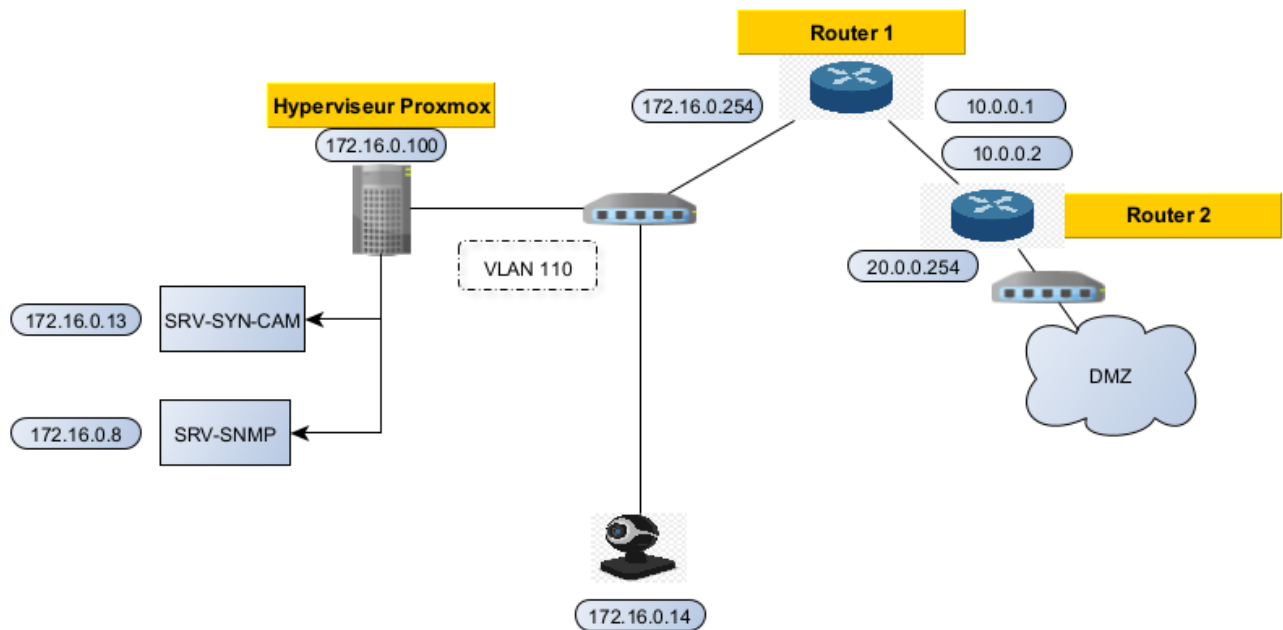 Router 1
Hyperviseur Proxmox
172.16.0.254
10.0.0.1
172.16.0.100
10.0.0.2
Router 2
VLAN 110
20.0.0.254
172.16.0.13
SRV-SYN-CAM
DMZ
172.16.0.8
SRV-SNMP
172.16.0.14